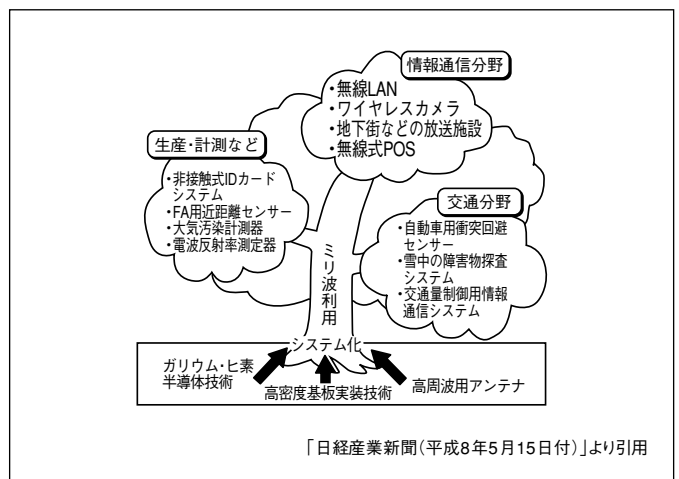 情報通信分野
・無線LAN
・ワイヤレスカメラ
・地下街などの放送施設
・無線式POS
生産・計測など
・非接触式IDカード
システム
・FA用近距離センサー
・大気汚染計測器
・電波反射率測定器
交通分野
・自動車用衝突回避
センサー
・雪中の障害物探査
システム
・交通量制御用情報
通信システム
ミリ波利用
システム化
ガリウム・ヒ素
半導体技術
高密度基板実装技術
高周波用アンテナ
「日経産業新聞(平成8年5月15日付)」より引用